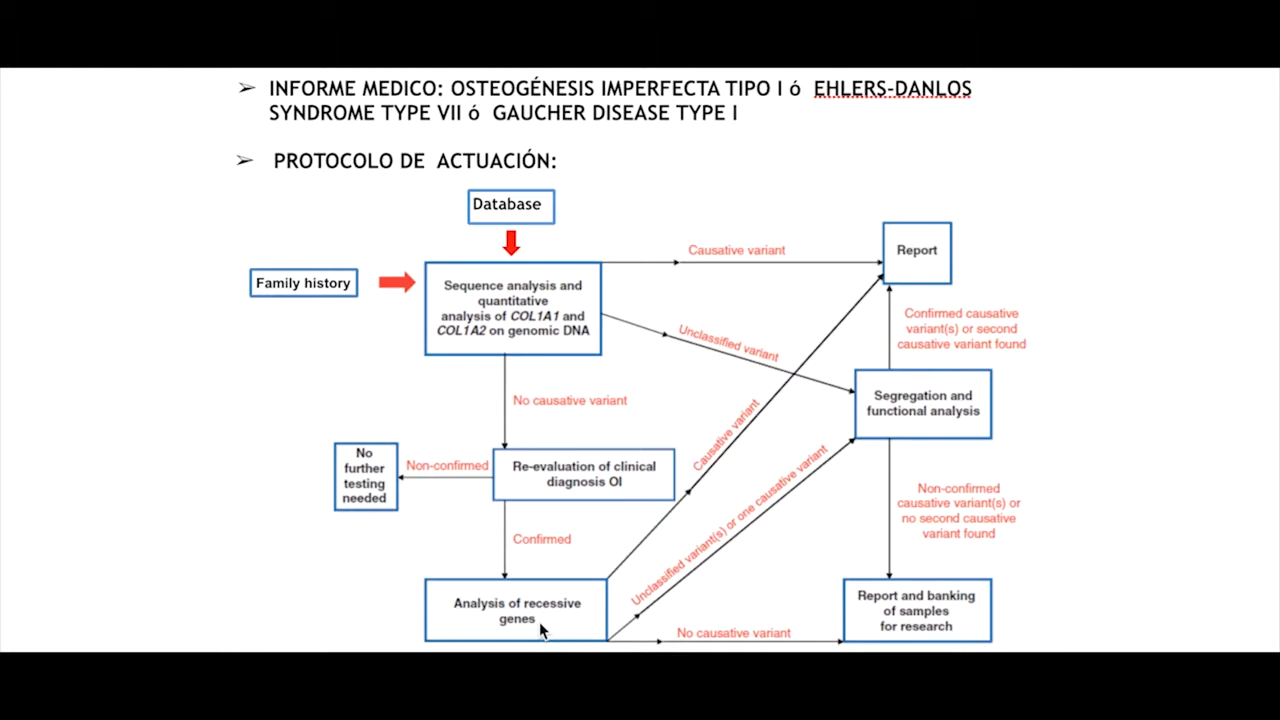 ➢ INFORME MEDICO: OSTEOGÉNESIS IMPERFECTA TIPO I ó EHLERS-DANLOS
SYNDROME TYPE VII ó GAUCHER DISEASE TYPE I
➢ PROTOCOLO DE ACTUACIÓN:
Database
Family history
Sequence analysis and
quantitative
analysis of COL1A1 and
COL1A2 on genomic DNA
Causative variant
Report
Unclassified variant
Confirmed causative
variant(s) or second
causative variant found
Segregation and
functional analysis
No causative variant
No
further
testing
needed
Non-confirmed
Re-evaluation of clinical
diagnosis OI
Causative variant
Unclassified variant(s) or one causative variant
Non-confirmed
causative variant(s) or
no second causative
variant found
Confirmed
Analysis of recessive
genes
No causative variant
Report and banking
of samples
for research